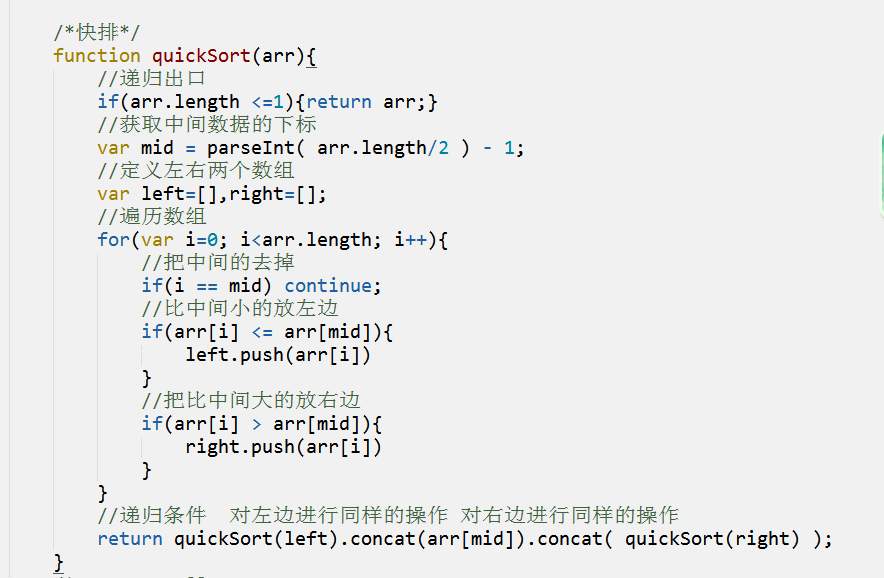 /*快排*/
function quickSort(arr){
//递归出口
if(arr.length <=1){return arr;}
//获取中间数据的下标
var mid = parseInt( arr.length/2 ) - 1;
//定义左右两个数组
var left=[],right=[];
//遍历数组
for(var i=0; i<arr.length; i++){
//把中间的去掉
if(i == mid) continue;
//比中间小的放左边
if(arr[i] <= arr[mid]){
left.push(arr[i])
}
//把比中间大的放右边
if(arr[i] > arr[mid]){
right.push(arr[i])
}
}
//递归条件  对左边进行同样的操作 对右边进行同样的操作
return quickSort(left).concat(arr[mid]).concat( quickSort(right) );
}